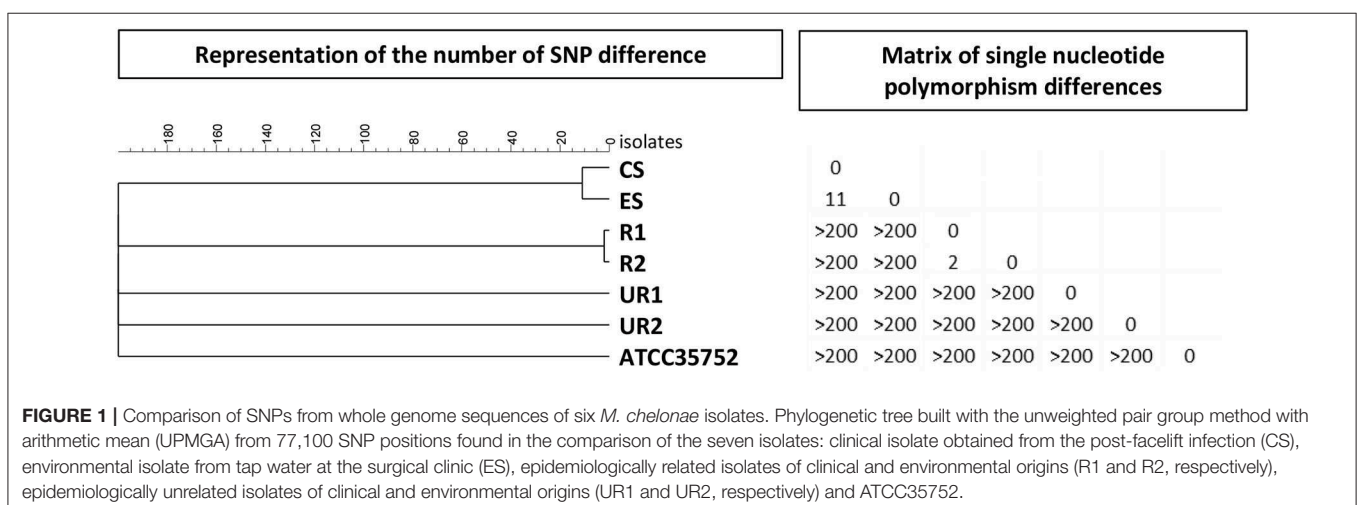 Representation of the number of SNP difference
Matrix of single nucleotide
polymorphism differences
180 160 140 120 100 80 60 40 20 0 isolates
CS 0
ES 11 0
R1 >200 >200 0
R2 >200 >200 2 0
UR1 >200 >200 >200 >200 0
UR2 >200 >200 >200 >200 >200 0
ATCC35752 >200 >200 >200 >200 >200 >200 0
FIGURE 1 | Comparison of SNPs from whole genome sequences of six M. chelonae isolates. Phylogenetic tree built with the unweighted pair group method with
arithmetic mean (UPMGA) from 77,100 SNP positions found in the comparison of the seven isolates: clinical isolate obtained from the post-facelift infection (CS),
environmental isolate from tap water at the surgical clinic (ES), epidemiologically related isolates of clinical and environmental origins (R1 and R2, respectively),
epidemiologically unrelated isolates of clinical and environmental origins (UR1 and UR2, respectively) and ATCC35752.